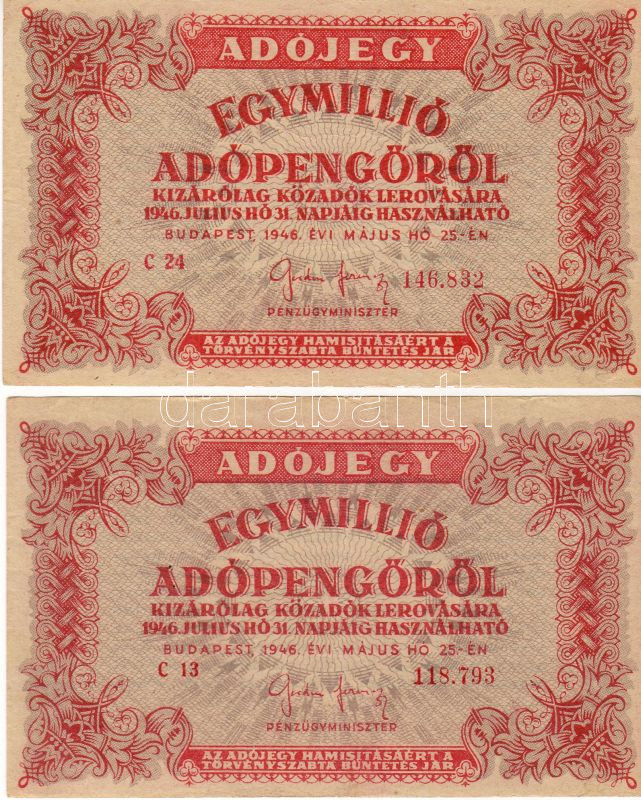 ADÓJEGY
EGYMILLIÓ
ADÓPENGŐRŐL
KIZÁRÓLAG KÖZADÓK LEROVÁSÁRA
1946. JULIUS HÓ 31. NAPJÁIG HASZNÁLHATÓ
BUDAPEST, 1946. ÉVI MÁJUS HÓ 25.-ÉN
C 24 146.832
PÉNZÜGYMINISZTER
AZ ADÓJEGY HAMISITÁSÁÉRT A
TÖRVÉNYSZABTA BÜNTETÉS JÁR
darabanth
ADÓJEGY
EGYMILLIÓ
ADÓPENGŐRŐL
KIZÁRÓLAG KÖZADÓK LEROVÁSÁRA
1946. JULIUS HÓ 31. NAPJÁIG HASZNÁLHATÓ
BUDAPEST, 1946. ÉVI MÁJUS HÓ 25.-ÉN
C 13 118.793
PÉNZÜGYMINISZTER
AZ ADÓJEGY HAMISITÁSÁÉRT A
TÖRVÉNYSZABTA BÜNTETÉS JÁR